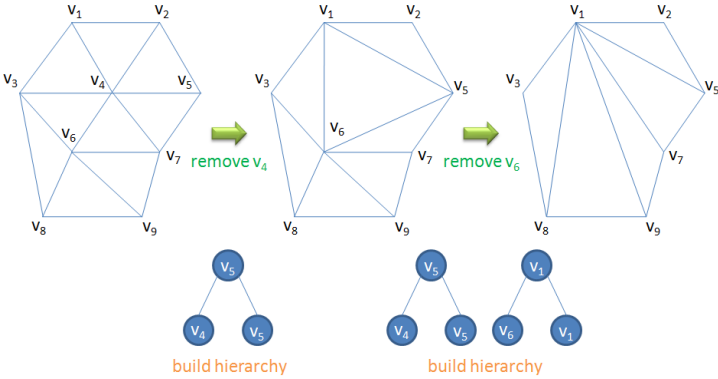 v1 v2 v1 v2 v1 v2
v3 v4 v5 v3 v5 v3 v5
v6 v7 v6 v7 v7
remove v4 remove v6
v8 v9 v8 v9 v8 v9
v5 v5 v1
v4 v5 v4 v5 v6 v1
build hierarchy build hierarchy